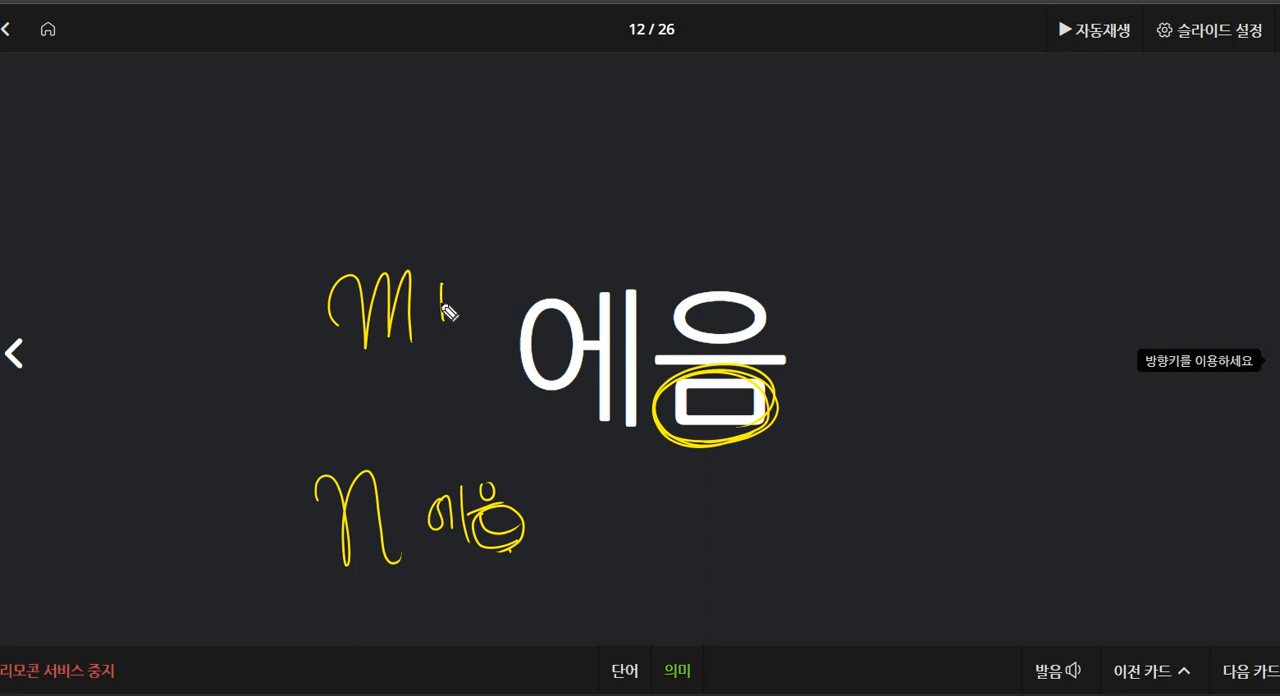 12 / 26
▶ 자동재생
슬라이드 설정
M
에음
방향키를 이용하세요
N
리모콘 서비스 중지
단어
의미
발음
이전 카드
다음 카드